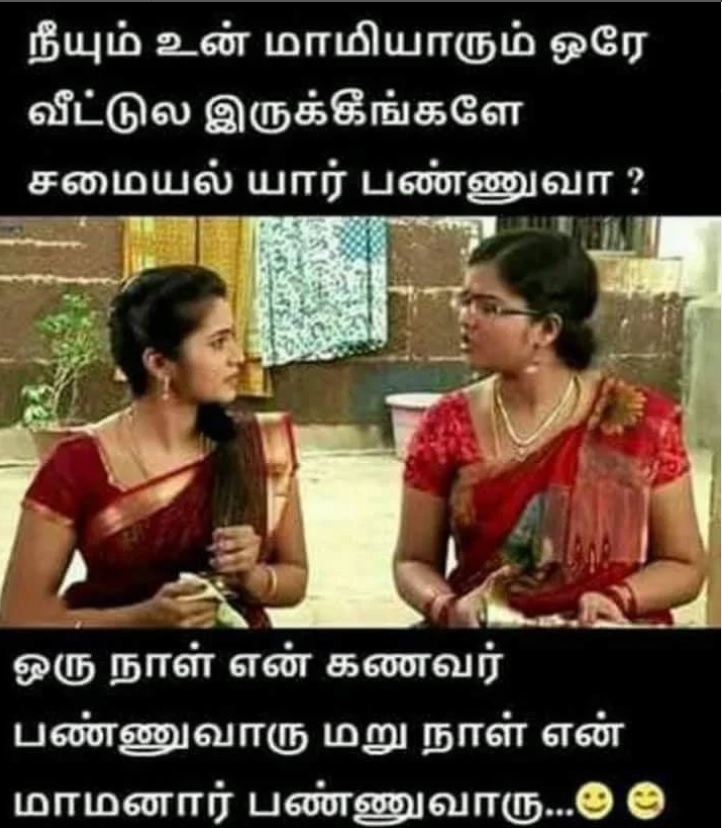 நீயும் உன் மாமியாரும் ஒரே
வீட்டுல இருக்கீங்களே
சமையல் யார் பண்ணுவா ?
ஒரு நாள் என் கணவர்
பண்ணுவாரு மறு நாள் என்
மாமனார் பண்ணுவாரு...😊 😋